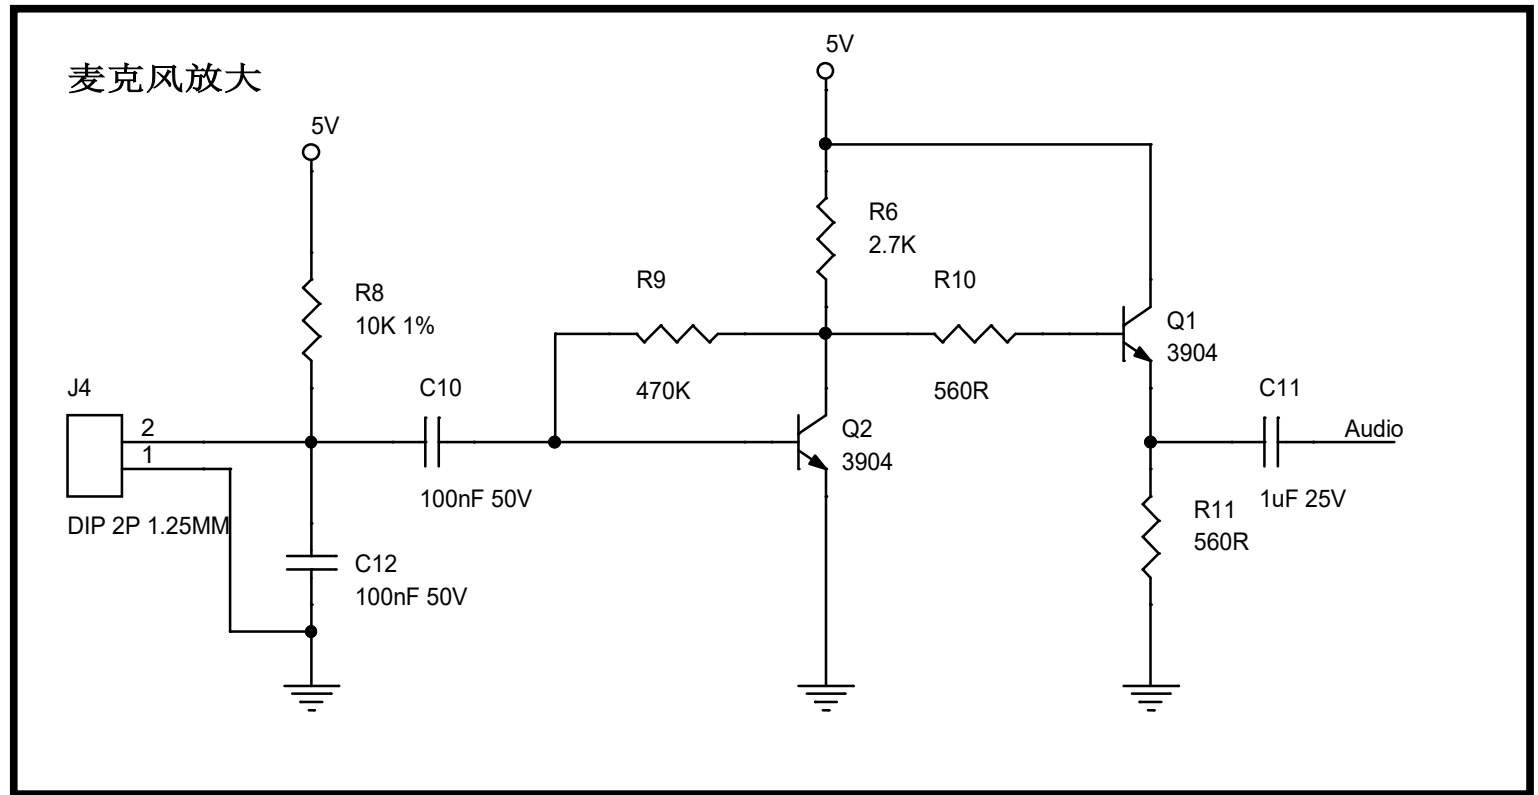 麦克风放大
5V
5V
R6
2.7K
R8
10K 1%
R9
470K
R10
560R
Q1
3904
J4
2
1
DIP 2P 1.25MM
C10
100nF 50V
Q2
3904
C11
1uF 25V
Audio
R11
560R
C12
100nF 50V